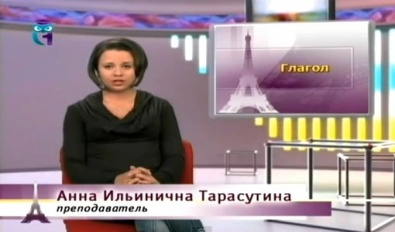 Глагол
Анна Ильинична Тарасутина
преподаватель